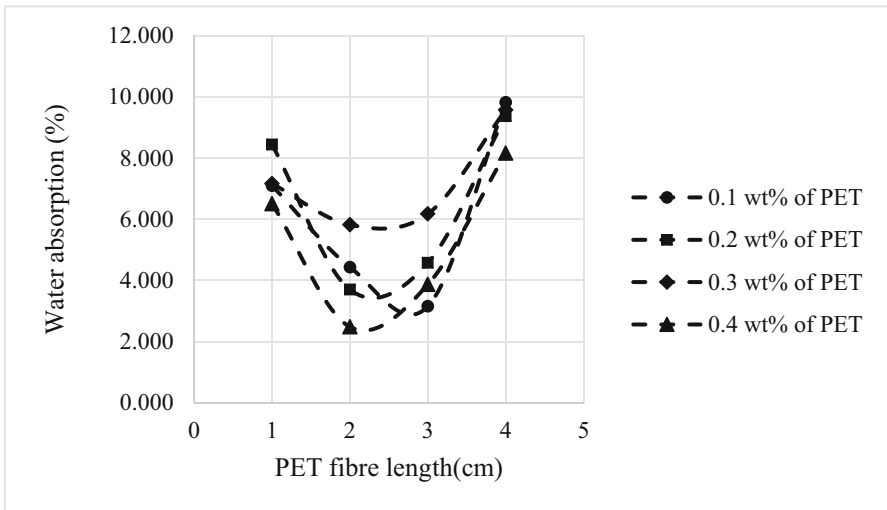 12.000
10.000
8.000
6.000
4.000
2.000
0.000
Water absorption (%)
0 1 2 3 4 5
PET fibre length(cm)
0.1 wt% of PET
0.2 wt% of PET
0.3 wt% of PET
0.4 wt% of PET